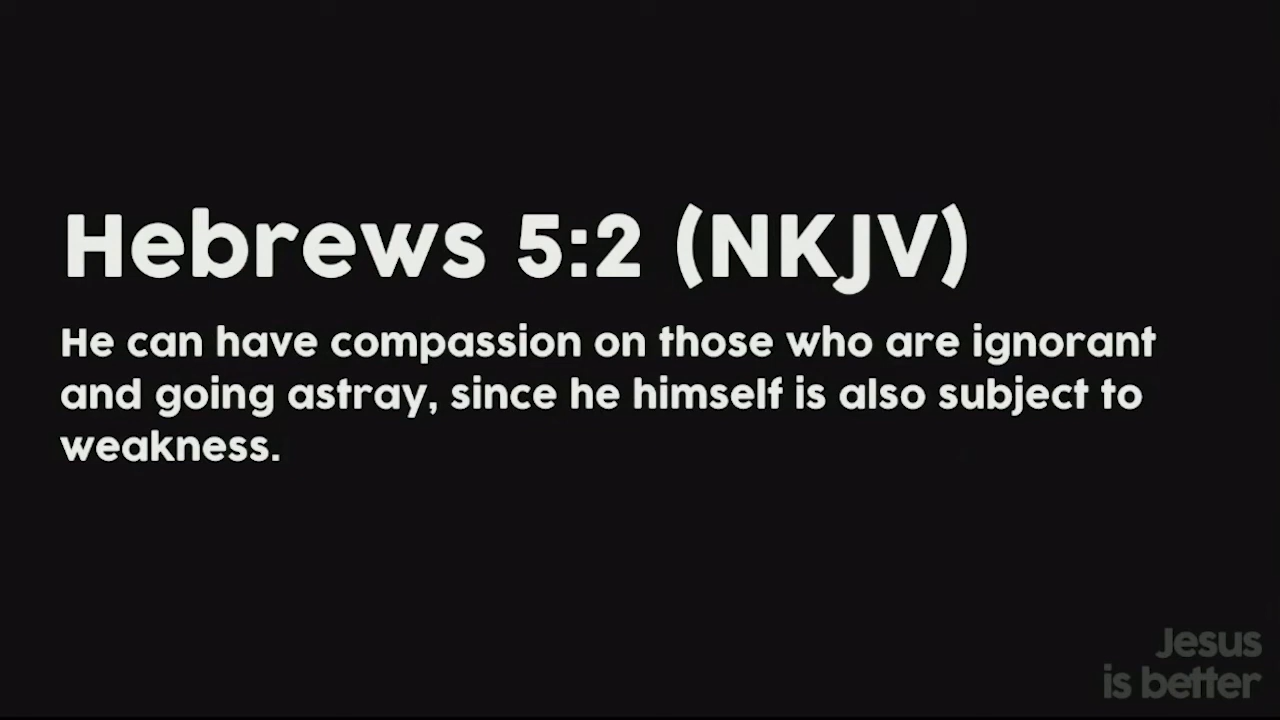 Hebrews 5:2 (NKJV)
He can have compassion on those who are ignorant
and going astray, since he himself is also subject to
weakness.
Jesus
is better